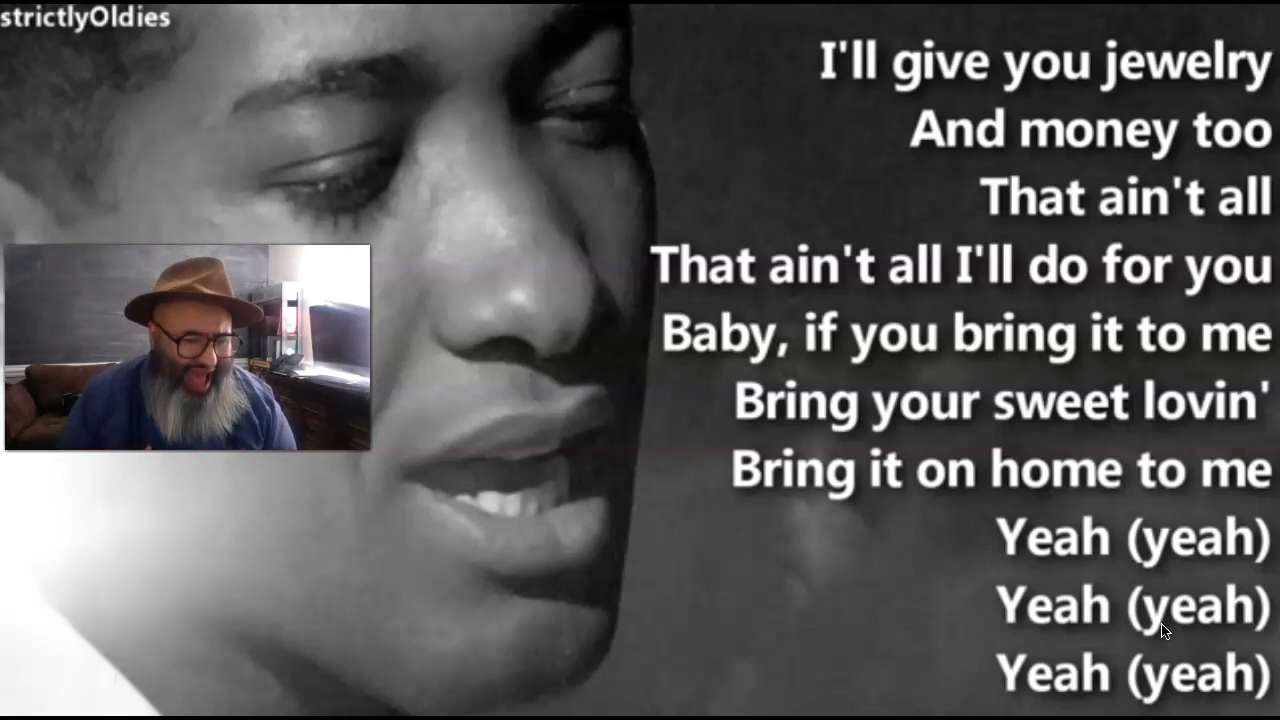 strictlyOldies
I'll give you jewelry
And money too
That ain't all
That ain't all I'll do for you
Baby, if you bring it to me
Bring your sweet lovin'
Bring it on home to me
Yeah (yeah)
Yeah (yeah)
Yeah (yeah)